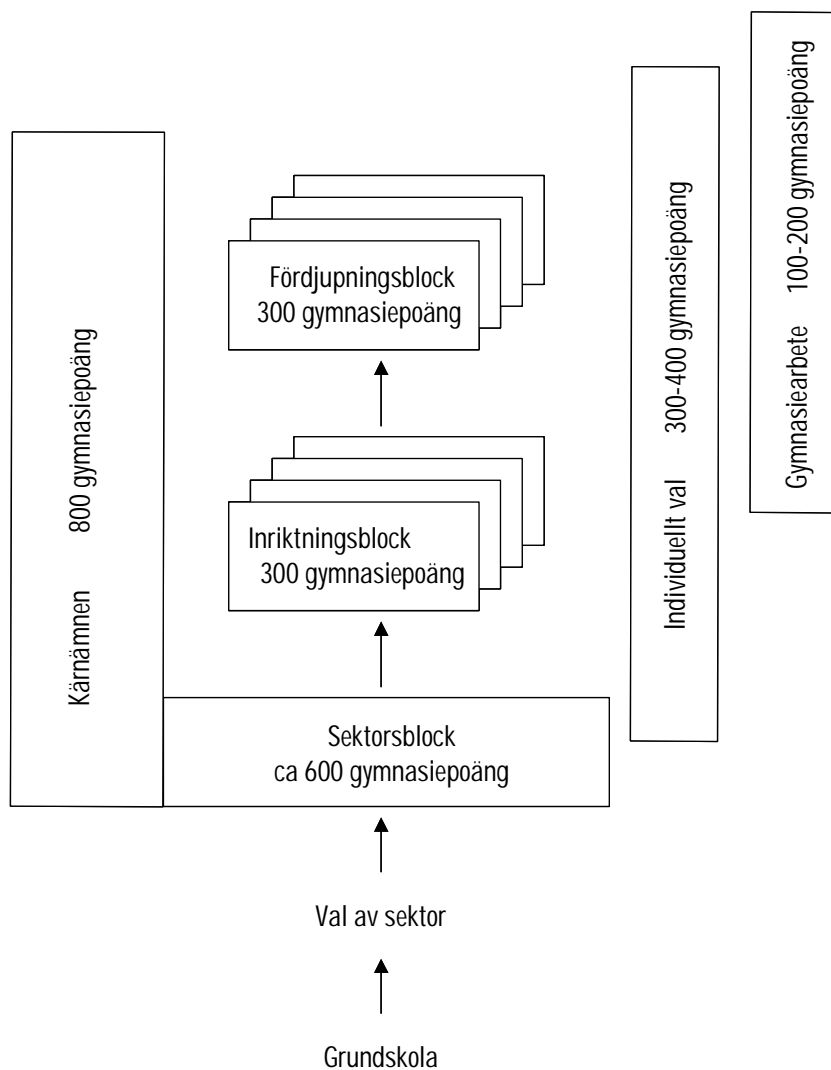 Kärnämnen 800 gymnasiepoäng
Fördjupningsblock
300 gymnasiepoäng
Inriktningsblock
300 gymnasiepoäng
Sektorsblock
ca 600 gymnasiepoäng
Val av sektor
Grundskola
Individuellt val 300-400 gymnasiepoäng
Gymnasiearbete 100-200 gymnasiepoäng